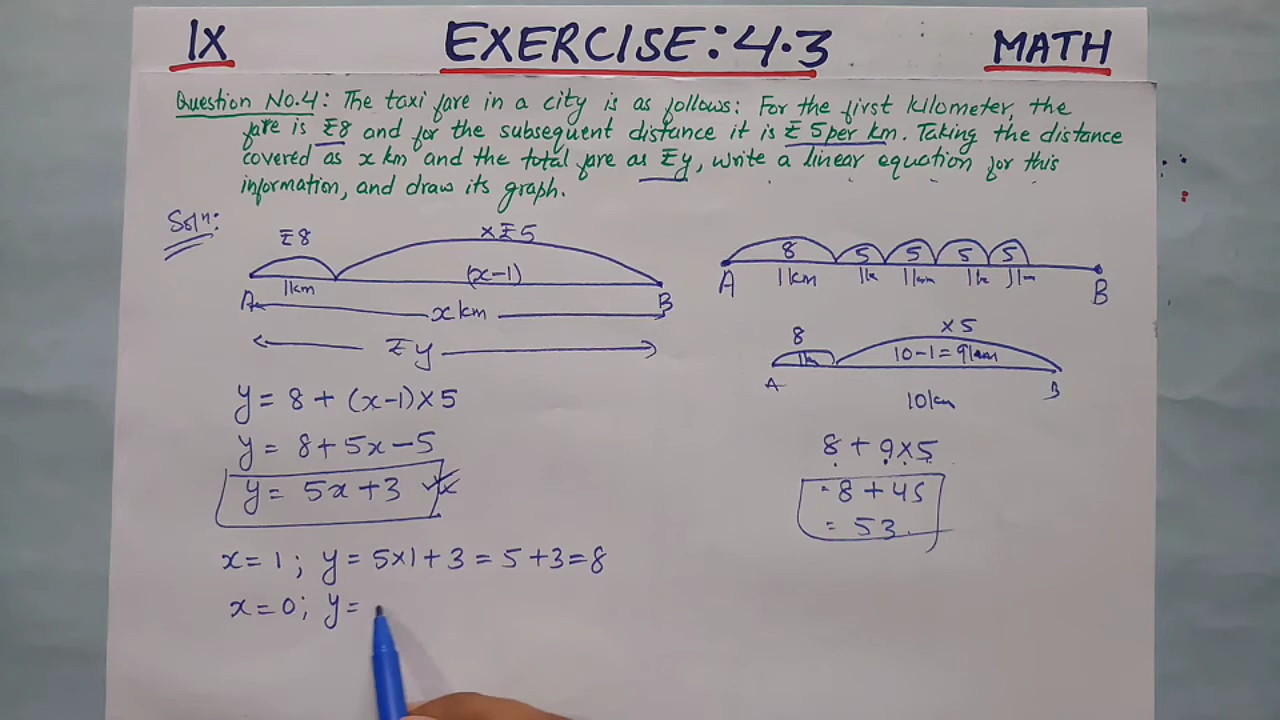 IX EXERCISE: 4.3 MATH
Question No.4: The taxi fare in a city is as follows: For the first kilometer, the
fare is ₹8 and for the subsequent distance it is ₹ 5 per km. Taking the distance
covered as x km and the total fare as ₹y, write a linear equation for this
information, and draw its graph.
Solⁿ:
₹8 ×₹5
1km (x-1)
A B
x km
₹ y
y = 8 + (x-1)×5
y = 8 + 5x - 5
y = 5x + 3
x = 1 ; y = 5×1 + 3 = 5 + 3 = 8
x = 0 ; y =
8 5 5 5 5
A 1km 1k 1km 1k 1km B
8 ×5
1k 10-1=9km
A B
10km
8 + 9×5
= 8 + 45
= 53.